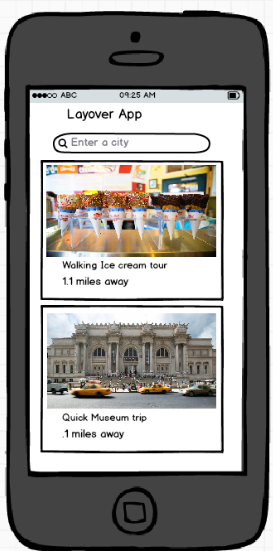 ABC 09:25 AM
Layover App
Enter a city
Walking Ice cream tour
1.1 miles away
Quick Museum trip
.1 miles away